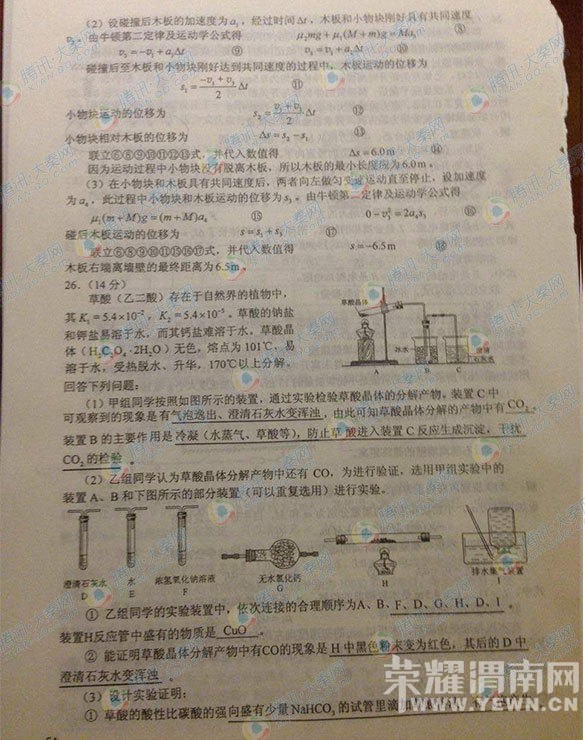 (2) 设碰撞后木板的加速度为a₃，经过时间Δt，木板和小物块刚好具有共同速度
v₃。由牛顿第二定律及运动学公式得 μ₂mg+μ₁(M+m)g=Ma₃ ⑧
v₃=-v₁+a₃Δt ⑨ v₃=v₁+a₂Δt ⑩
碰撞后至木板和小物块刚好达到共同速度的过程中，木板运动的位移为
s₁=(-v₁+v₃)/2 Δt ⑪
小物块运动的位移为 s₂=(v₁+v₃)/2 Δt ⑫
小物块相对木板的位移为 Δs=s₂-s₁ ⑬
联立⑥⑧⑨⑩⑪⑫⑬式，并代入数值得 Δs=6.0m ⑭
因为运动过程中小物块没有脱离木板，所以木板的最小长度应为6.0m。
(3) 在小物块和木板具有共同速度后，两者向左做匀变速运动直至停止，设加速度
为a₄，此过程中小物块和木板运动的位移为s₃。由牛顿第二定律及运动学公式得
μ₁(m+M)g=(m+M)a₄ ⑮ 0-v₃²=2a₄s₃ ⑯
碰后木板运动的位移为 s=s₁+s₃ ⑰
联立⑥⑧⑨⑩⑪⑮⑯⑰式，并代入数值得 s=-6.5m ⑱
木板右端离墙壁的最终距离为6.5m。
26. (14分)
草酸（乙二酸）存在于自然界的植物中，
其K₁=5.4×10⁻²，K₂=5.4×10⁻⁵。草酸的钠盐
和钾盐易溶于水，而其钙盐难溶于水。草酸晶
体（H₂C₂O₄·2H₂O）无色，熔点为101℃，易
溶于水，受热脱水、升华，170℃以上分解。
草酸晶体
冰水
澄清
石灰水
A B C
回答下列问题：
(1) 甲组同学按照如图所示的装置，通过实验检验草酸晶体的分解产物。装置C中
可观察到的现象是有气泡逸出、澄清石灰水变浑浊，由此可知草酸晶体分解的产物中有CO₂。
装置B的主要作用是冷凝（水蒸气、草酸等），防止草酸进入装置C反应生成沉淀，干扰
CO₂的检验。
(2) 乙组同学认为草酸晶体分解产物中还有CO，为进行验证，选用甲组实验中的
装置A、B和下图所示的部分装置（可以重复选用）进行实验。
澄清石灰水 水 浓氢氧化钠溶液 无水氯化钙 H 排水集气装置
D E F G I
① 乙组同学的实验装置中，依次连接的合理顺序为A、B、F、D、G、H、D、I。
装置H反应管中盛有的物质是 CuO 。
② 能证明草酸晶体分解产物中有CO的现象是H中黑色粉末变为红色，其后的D中
澄清石灰水变浑浊。
(3) 设计实验证明：
① 草酸的酸性比碳酸的强向盛有少量NaHCO₃的试管里滴加
腾讯·大秦网
荣耀渭南网
WWW.YEWN.CN